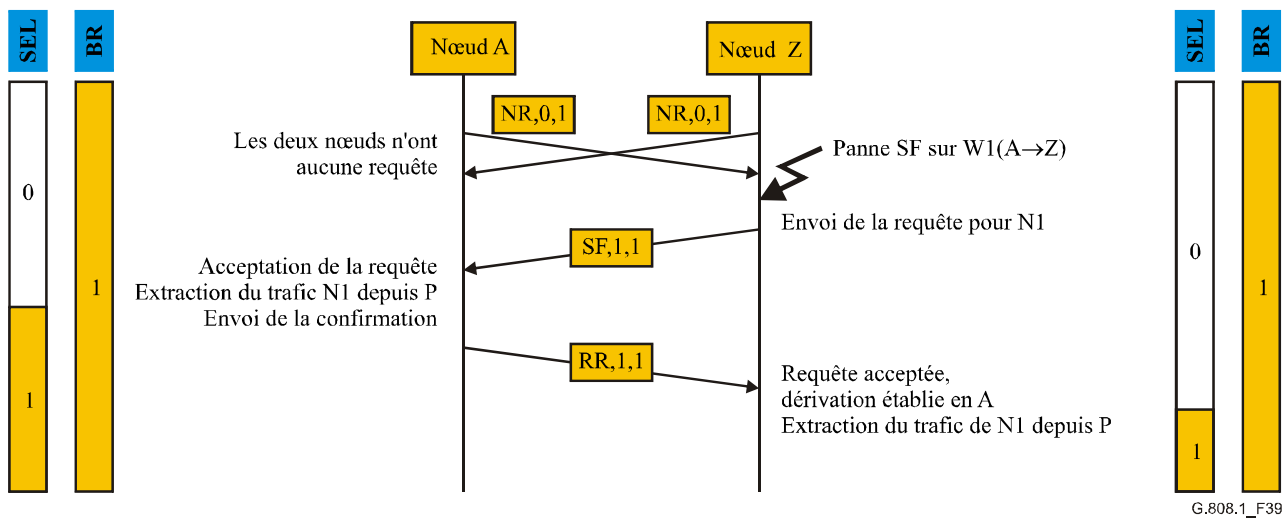 SEL
BR
Nœud A
Nœud Z
SEL
BR
NR,0,1
NR,0,1
Les deux nœuds n'ont
aucune requête
Panne SF sur W1(A→Z)
0
Envoi de la requête pour N1
SF,1,1
0
Acceptation de la requête
Extraction du trafic N1 depuis P
Envoi de la confirmation
1
1
RR,1,1
Requête acceptée,
dérivation établie en A
Extraction du trafic de N1 depuis P
1
1
G.808.1_F39